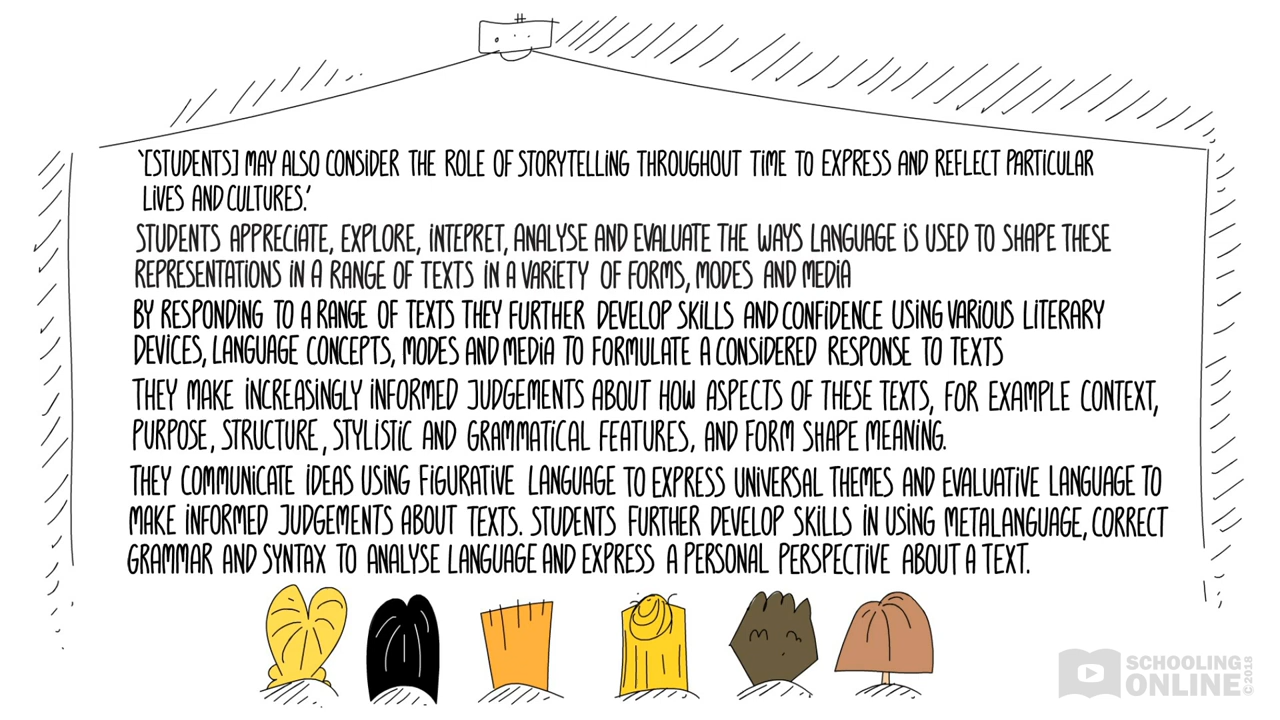 '[STUDENTS] MAY ALSO CONSIDER THE ROLE OF STORYTELLING THROUGHOUT TIME TO EXPRESS AND REFLECT PARTICULAR
LIVES AND CULTURES.'
STUDENTS APPRECIATE, EXPLORE, INTEPRET, ANALYSE AND EVALUATE THE WAYS LANGUAGE IS USED TO SHAPE THESE
REPRESENTATIONS IN A RANGE OF TEXTS IN A VARIETY OF FORMS, MODES AND MEDIA
BY RESPONDING TO A RANGE OF TEXTS THEY FURTHER DEVELOP SKILLS AND CONFIDENCE USING VARIOUS LITERARY
DEVICES, LANGUAGE CONCEPTS, MODES AND MEDIA TO FORMULATE A CONSIDERED RESPONSE TO TEXTS
THEY MAKE INCREASINGLY INFORMED JUDGEMENTS ABOUT HOW ASPECTS OF THESE TEXTS, FOR EXAMPLE CONTEXT,
PURPOSE, STRUCTURE, STYLISTIC AND GRAMMATICAL FEATURES, AND FORM SHAPE MEANING.
THEY COMMUNICATE IDEAS USING FIGURATIVE LANGUAGE TO EXPRESS UNIVERSAL THEMES AND EVALUATIVE LANGUAGE TO
MAKE INFORMED JUDGEMENTS ABOUT TEXTS. STUDENTS FURTHER DEVELOP SKILLS IN USING METALANGUAGE, CORRECT
GRAMMAR AND SYNTAX TO ANALYSE LANGUAGE AND EXPRESS A PERSONAL PERSPECTIVE ABOUT A TEXT.
SCHOOLING
ONLINE
© 2018